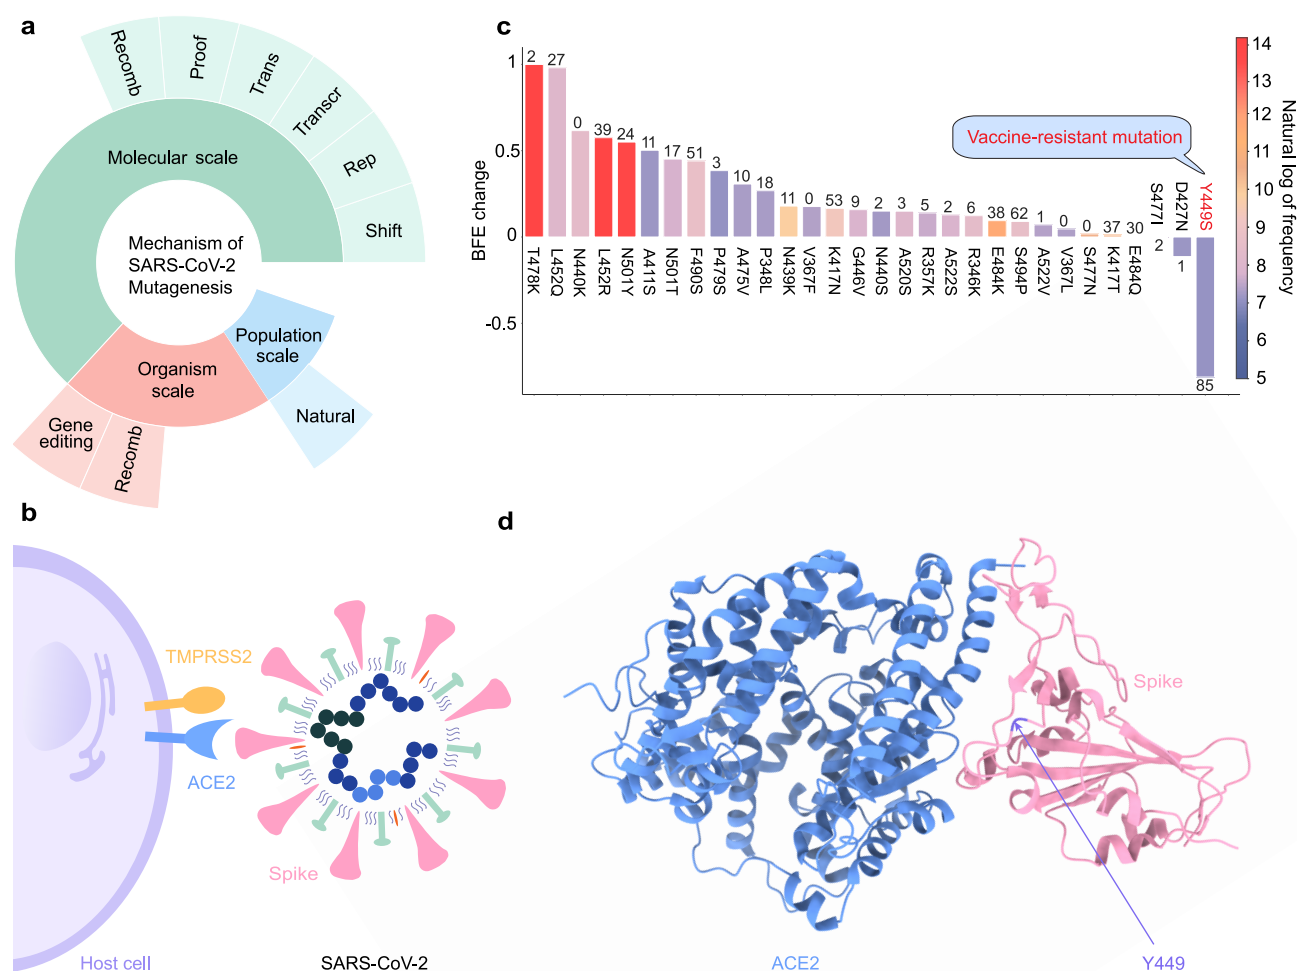 a
Recomb
Proof
Trans
Transcr
Rep
Shift
Molecular scale
Mechanism of
SARS-CoV-2
Mutagenesis
Population
scale
Organism
scale
Natural
Gene
editing
Recomb
c
BFE change
1
0.5
0
-0.5
2
27
0
39
24
11
17
51
3
10
18
11
0
53
9
2
3
5
2
6
38
62
1
0
0
37
30
2
1
85
T478K
L452Q
N440K
L452R
N501Y
A411S
N501T
F490S
P479S
A475V
P348L
N439K
V367F
K417N
G446V
N440S
A520S
R357K
A522S
R346K
E484K
S494P
A522V
V367L
S477N
K417T
E484Q
S477I
D427N
Y449S
Vaccine-resistant mutation
14
13
12
11
10
9
8
7
6
5
Natural log of frequency
b
TMPRSS2
ACE2
Spike
Host cell
SARS-CoV-2
d
Spike
ACE2
Y449